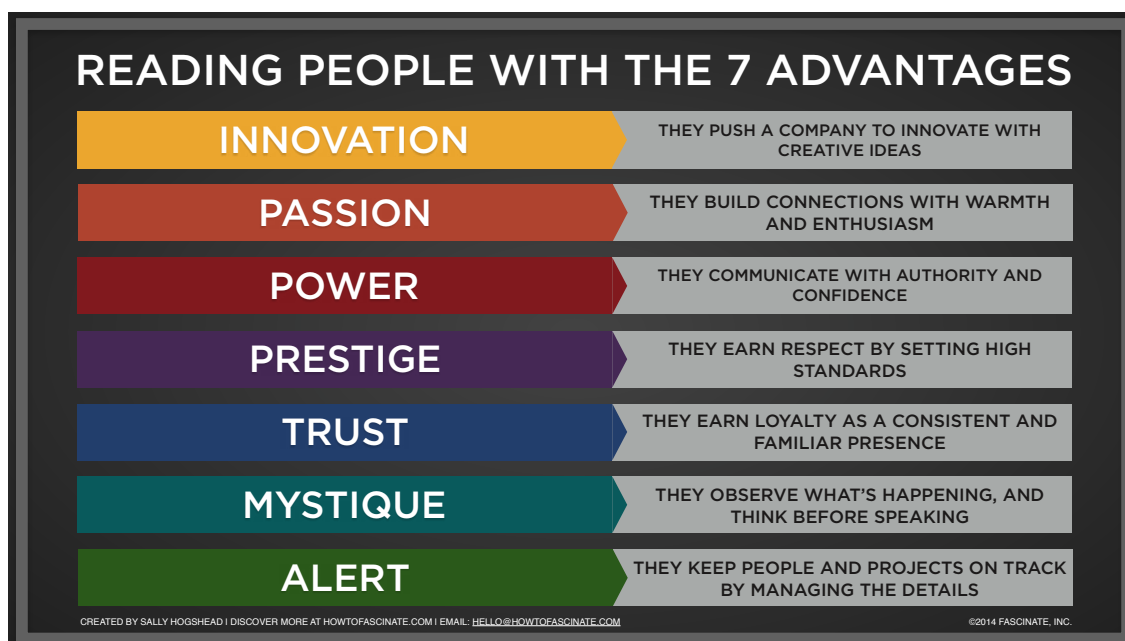 READING PEOPLE WITH THE 7 ADVANTAGES
INNOVATION
THEY PUSH A COMPANY TO INNOVATE WITH
CREATIVE IDEAS
PASSION
THEY BUILD CONNECTIONS WITH WARMTH
AND ENTHUSIASM
POWER
THEY COMMUNICATE WITH AUTHORITY AND
CONFIDENCE
PRESTIGE
THEY EARN RESPECT BY SETTING HIGH
STANDARDS
TRUST
THEY EARN LOYALTY AS A CONSISTENT AND
FAMILIAR PRESENCE
MYSTIQUE
THEY OBSERVE WHAT'S HAPPENING, AND
THINK BEFORE SPEAKING
ALERT
THEY KEEP PEOPLE AND PROJECTS ON TRACK
BY MANAGING THE DETAILS
CREATED BY SALLY HOGSHEAD I DISCOVER MORE AT HOWTOFASCINATE.COM I EMAIL: HELLO@HOWTOFASCINATE.COM
©2014 FASCINATE, INC.